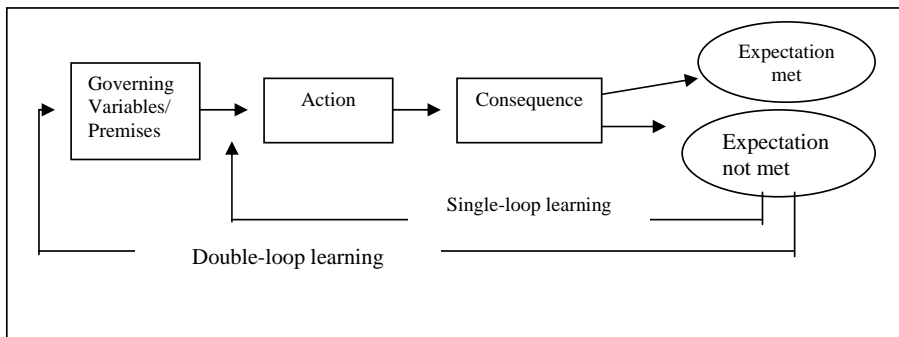 Governing
Variables/
Premises
Action
Consequence
Expectation
met
Expectation
not met
Single-loop learning
Double-loop learning